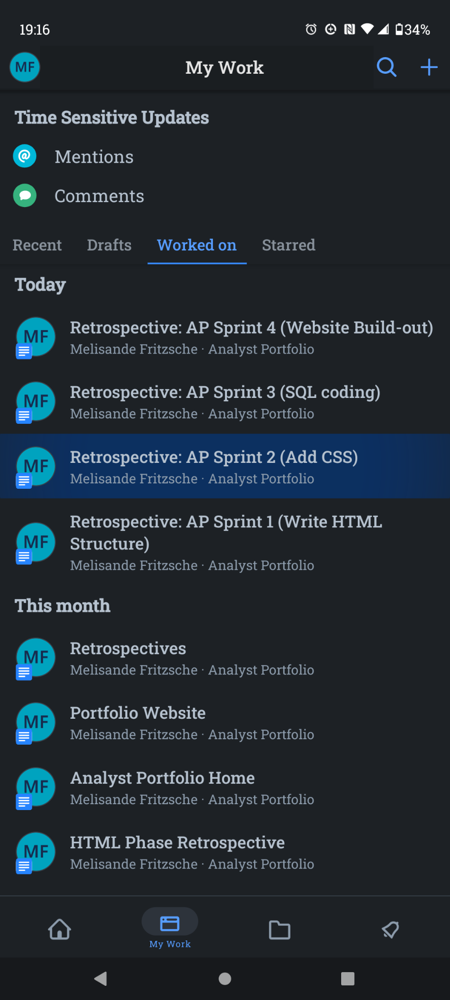 19:16
34%
MF
My Work
Time Sensitive Updates
@
Mentions
Comments
Recent
Drafts
Worked on
Starred
Today
MF
Retrospective: AP Sprint 4 (Website Build-out)
Melisande Fritzsche · Analyst Portfolio
MF
Retrospective: AP Sprint 3 (SQL coding)
Melisande Fritzsche · Analyst Portfolio
MF
Retrospective: AP Sprint 2 (Add CSS)
Melisande Fritzsche · Analyst Portfolio
MF
Retrospective: AP Sprint 1 (Write HTML
Structure)
Melisande Fritzsche · Analyst Portfolio
This month
MF
Retrospectives
Melisande Fritzsche · Analyst Portfolio
MF
Portfolio Website
Melisande Fritzsche · Analyst Portfolio
MF
Analyst Portfolio Home
Melisande Fritzsche · Analyst Portfolio
MF
HTML Phase Retrospective
Melisande Fritzsche · Analyst Portfolio
My Work